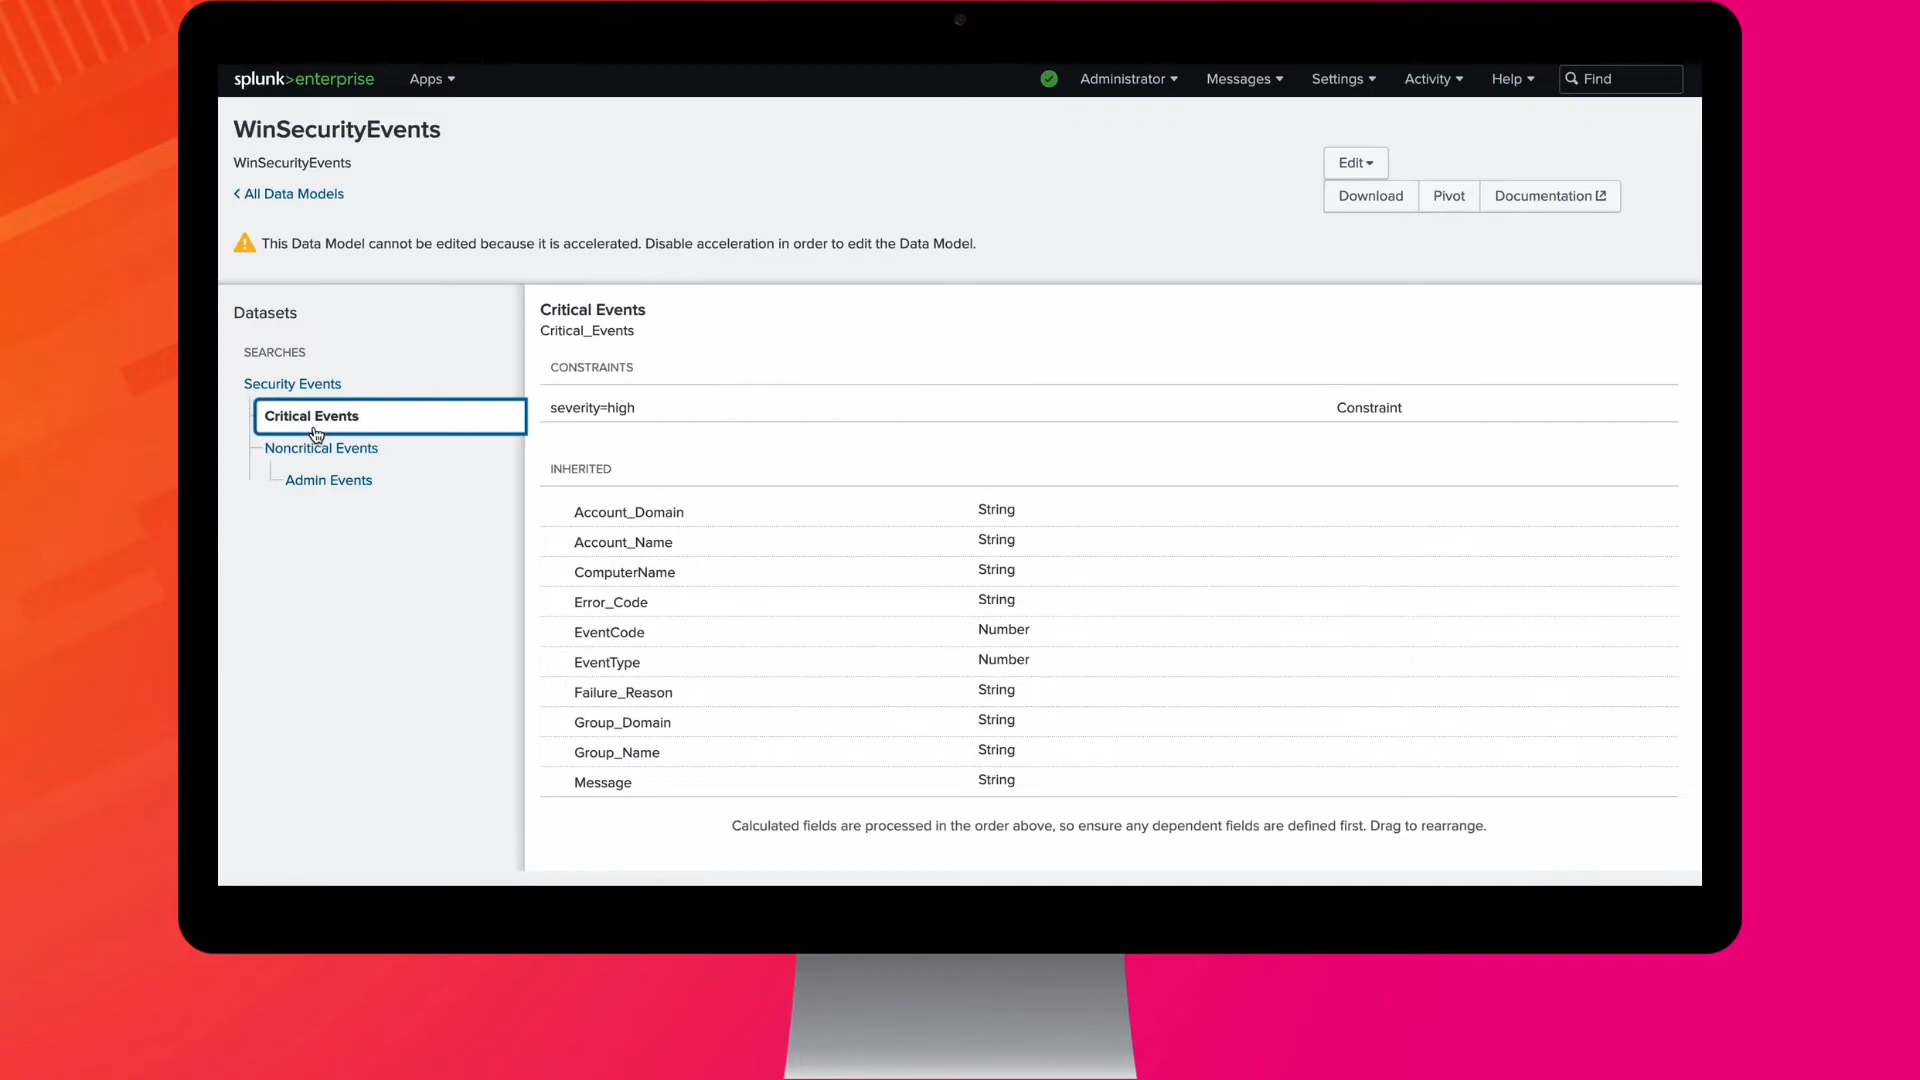 splunk>enterprise Apps Administrator Messages Settings Activity Help Find
WinSecurityEvents
WinSecurityEvents
Edit
< All Data Models
Download Pivot Documentation
This Data Model cannot be edited because it is accelerated. Disable acceleration in order to edit the Data Model.
Datasets
SEARCHES
Security Events
Critical Events
Noncritical Events
Admin Events
Critical Events
Critical_Events
CONSTRAINTS
severity=high Constraint
INHERITED
Account_Domain String
Account_Name String
ComputerName String
Error_Code String
EventCode Number
EventType Number
Failure_Reason String
Group_Domain String
Group_Name String
Message String
Calculated fields are processed in the order above, so ensure any dependent fields are defined first. Drag to rearrange.